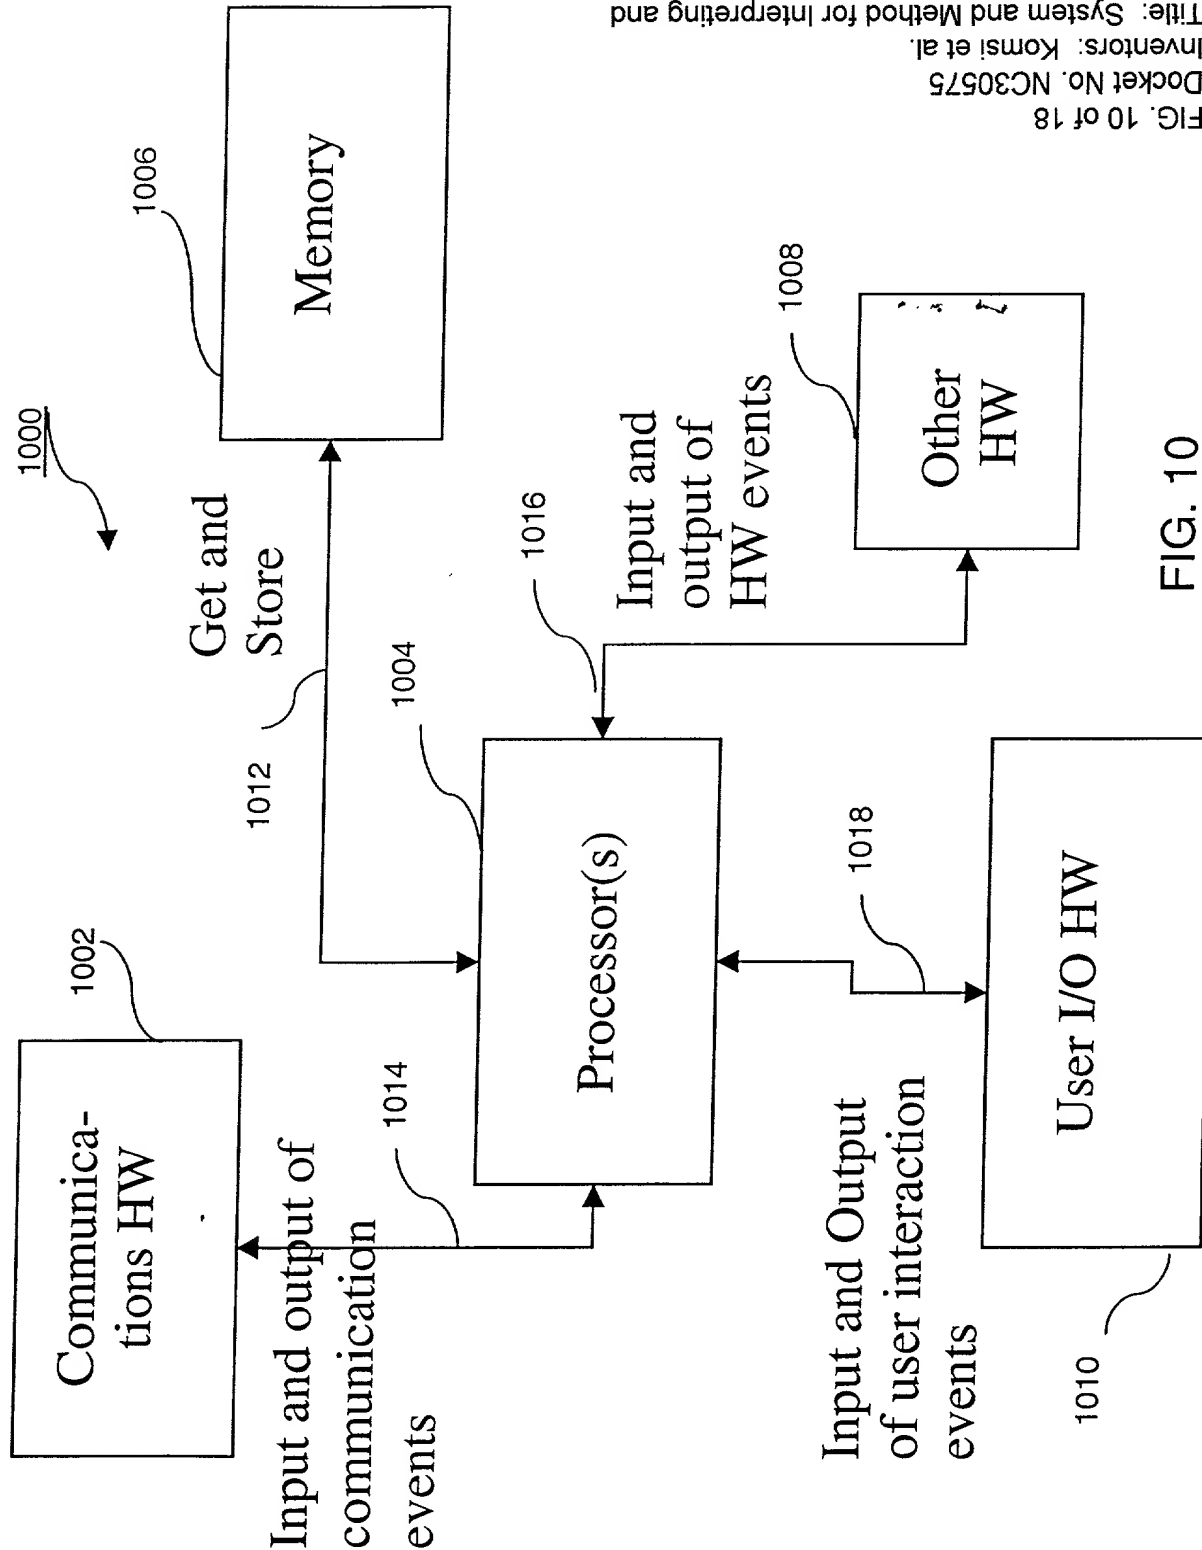 FIG. 10 of 18
Docket No. NC30575
Inventors: Komsi et al.
Title: System and Method for Interpreting and
1000
Communica-
tions HW
1002
Input and output of
communication
events
1014
Get and
Store
1012
Memory
1006
Processor(s)
1004
1016
Input and
output of
HW events
Other
HW
1008
Input and Output
of user interaction
events
1018
User I/O HW
1010
FIG. 10